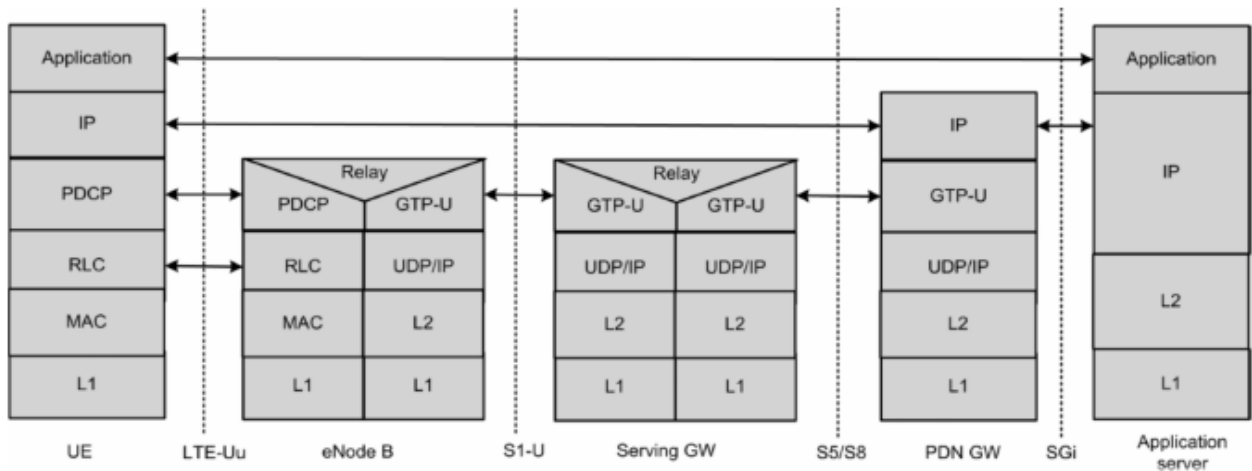 Application
Application
IP
IP
IP
PDCP
Relay
PDCP
GTP-U
Relay
GTP-U
GTP-U
GTP-U
RLC
RLC
UDP/IP
UDP/IP
UDP/IP
UDP/IP
MAC
MAC
L2
L2
L2
L2
L2
L1
L1
L1
L1
L1
L1
L1
UE
LTE-Uu
eNode B
S1-U
Serving GW
S5/S8
PDN GW
SGi
Application
server